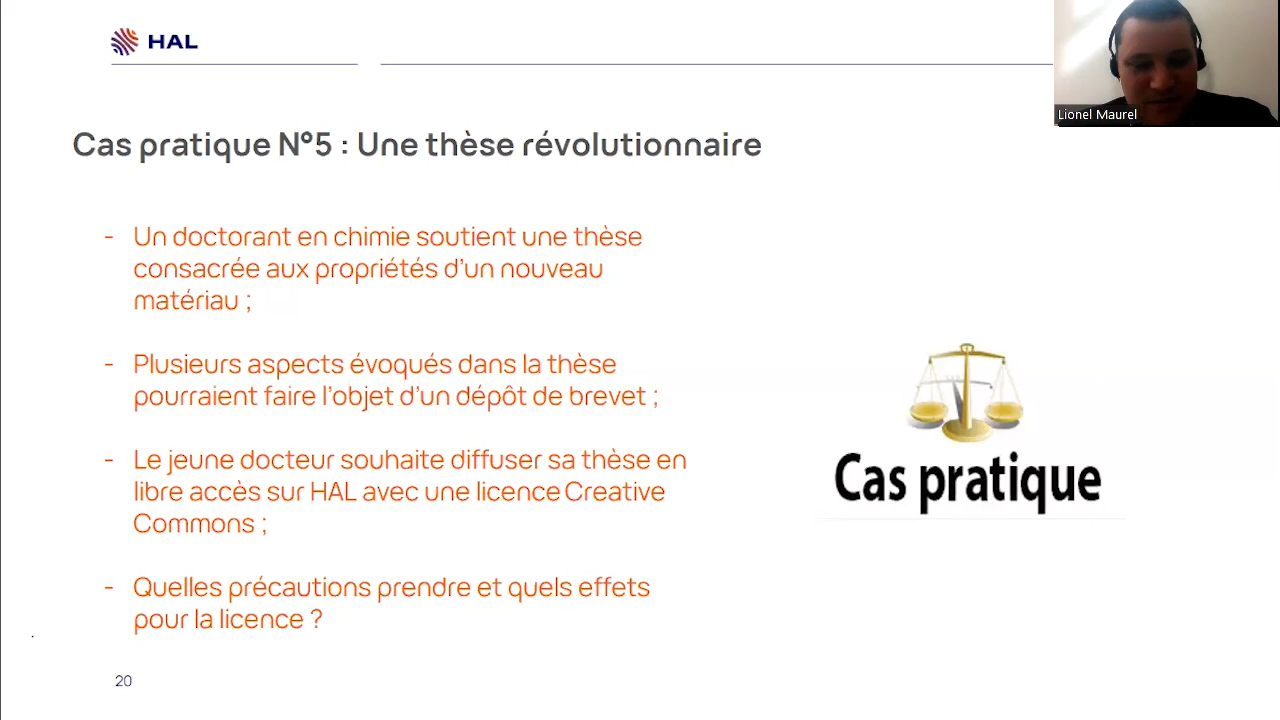 HAL
Lionel Maurel
Cas pratique N°5 : Une thèse révolutionnaire
- Un doctorant en chimie soutient une thèse
consacrée aux propriétés d'un nouveau
matériau ;
- Plusieurs aspects évoqués dans la thèse
pourraient faire l'objet d'un dépôt de brevet ;
- Le jeune docteur souhaite diffuser sa thèse en
libre accès sur HAL avec une licence Creative
Commons ;
- Quelles précautions prendre et quels effets
pour la licence ?
Cas pratique
20